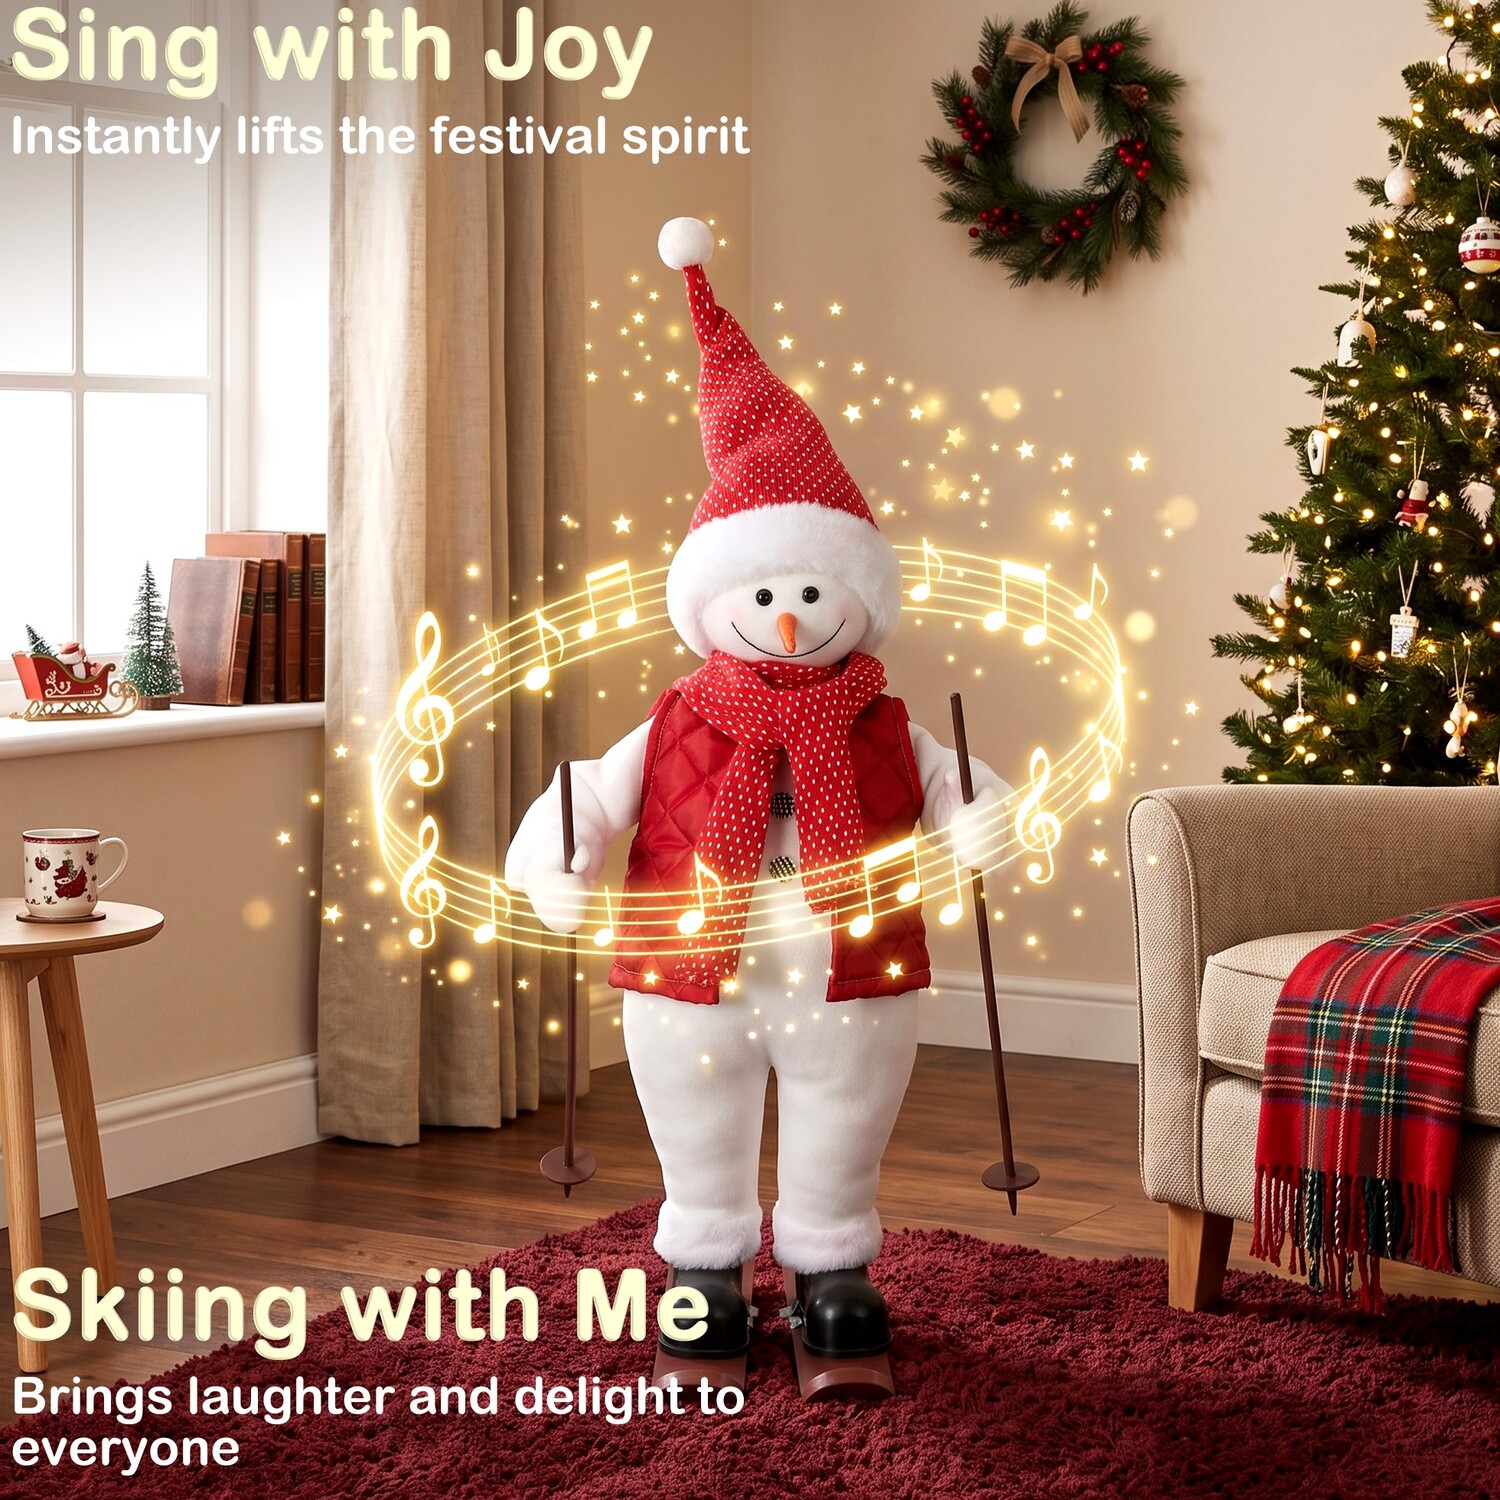 Sing with Joy
Instantly lifts the festival spirit
Skiing with Me
Brings laughter and delight to
everyone